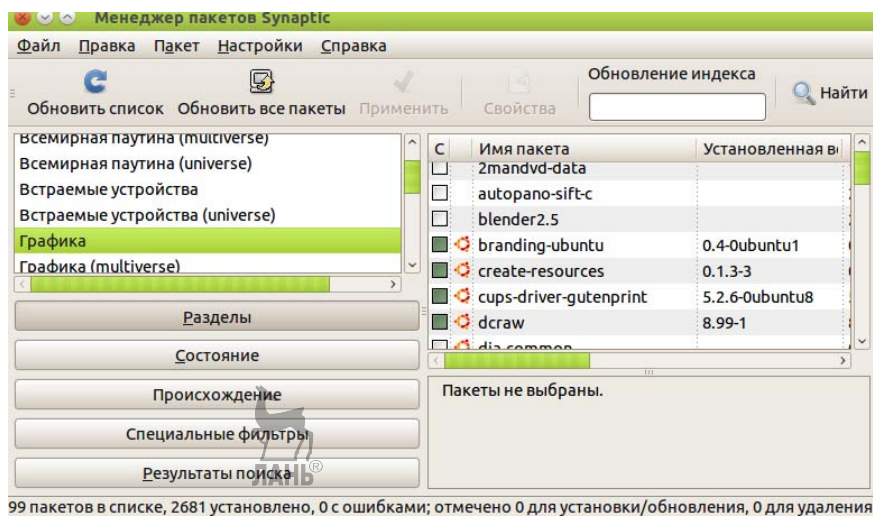 Менеджер пакетов Synaptic
Файл Правка Пакет Настройки Справка
Обновление индекса
Обновить список Обновить все пакеты Применить Свойства Найти
Всемирная паутина (multiverse)
Всемирная паутина (universe)
Встраемые устройства
Встраемые устройства (universe)
Графика
Графика (multiverse)
Разделы
Состояние
Происхождение
Специальные фильтры
Результаты поиска
С Имя пакета Установленная
2mandvd-data
autopano-sift-c
blender2.5
branding-ubuntu 0.4-0ubuntu1
create-resources 0.1.3-3
cups-driver-gutenprint 5.2.6-0ubuntu8
dcraw 8.99-1
dia-common
Пакеты не выбраны.
ЛАНЬ®
99 пакетов в списке, 2681 установлено, 0 с ошибками; отмечено 0 для установки/обновления, 0 для удаления